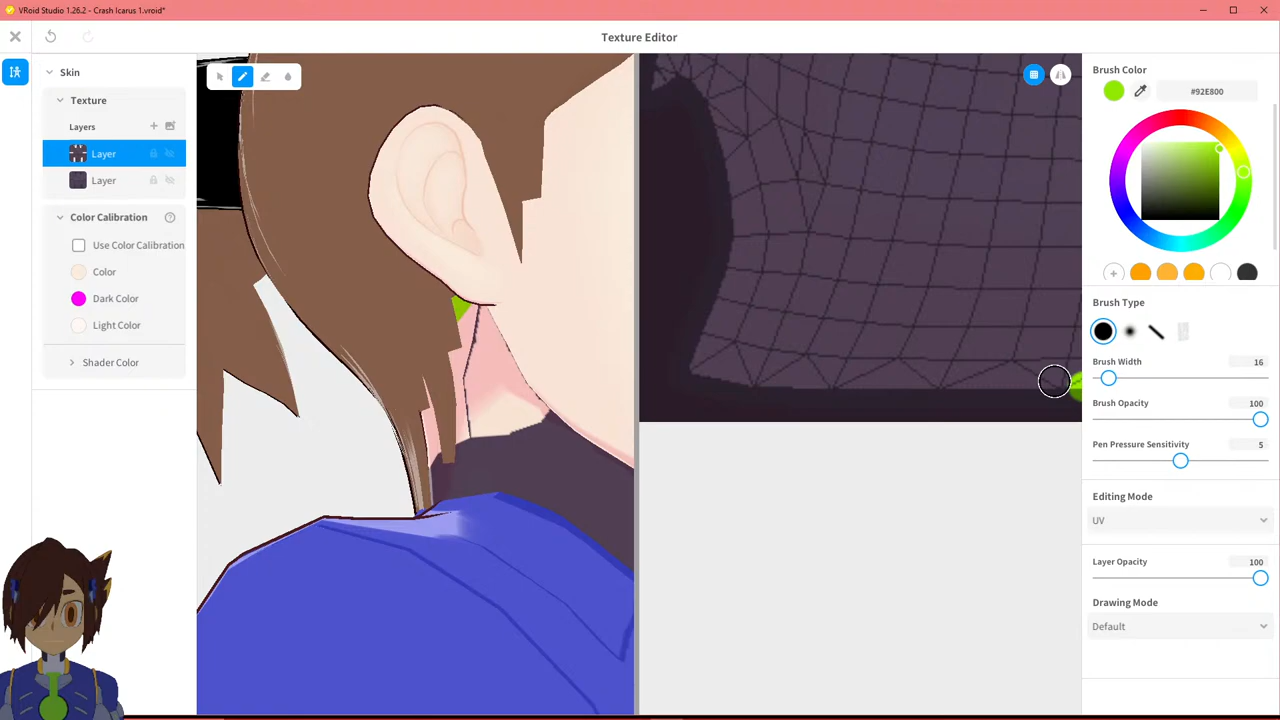 VRoid Studio 1.26.2 - Crash Icarus 1.vroid*
Texture Editor
Skin
Texture
Layers
Layer
Layer
Color Calibration
Use Color Calibration
Color
Dark Color
Light Color
Shader Color
Brush Color
#92E800
Brush Type
Brush Width 16
Brush Opacity 100
Pen Pressure Sensitivity 5
Editing Mode
UV
Layer Opacity 100
Drawing Mode
Default